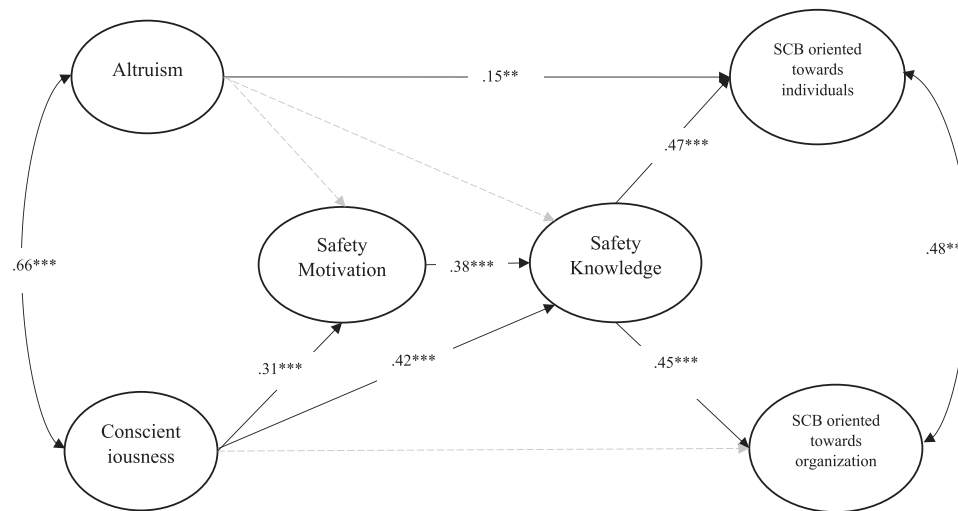 Altruism
SCB oriented
towards
individuals
.15**
.47***
Safety
Motivation
Safety
Knowledge
.66***
.38***
.48**
.31***
.42***
.45***
Conscient
iousness
SCB oriented
towards
organization